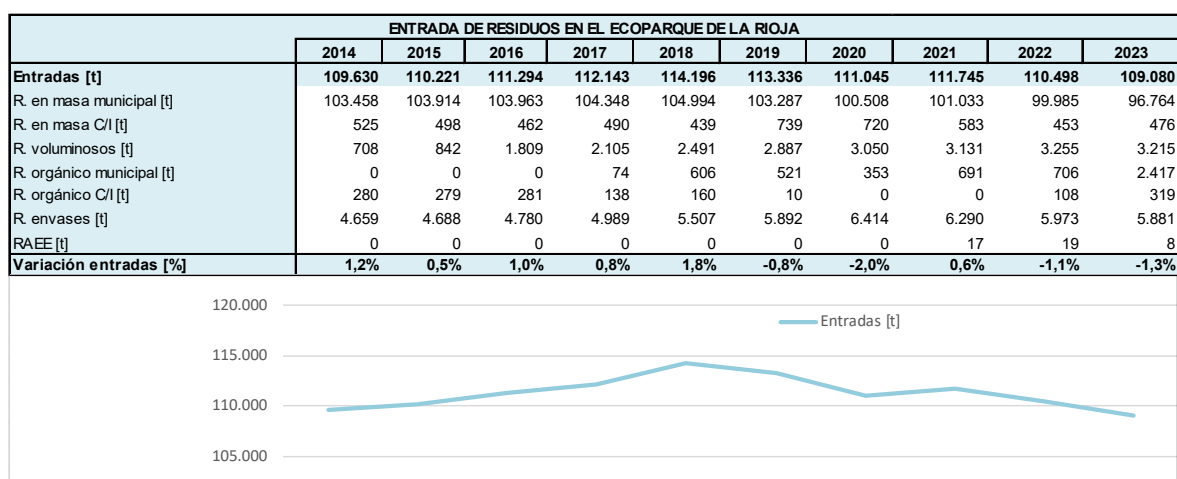 ENTRADA DE RESIDUOS EN EL ECOPARQUE DE LA RIOJA
2014 2015 2016 2017 2018 2019 2020 2021 2022 2023
Entradas [t] 109.630 110.221 111.294 112.143 114.196 113.336 111.045 111.745 110.498 109.080
R. en masa municipal [t] 103.458 103.914 103.963 104.348 104.994 103.287 100.508 101.033 99.985 96.764
R. en masa C/I [t] 525 498 462 490 439 739 720 583 453 476
R. voluminosos [t] 708 842 1.809 2.105 2.491 2.887 3.050 3.131 3.255 3.215
R. orgánico municipal [t] 0 0 0 74 606 521 353 691 706 2.417
R. orgánico C/I [t] 280 279 281 138 160 10 0 0 108 319
R. envases [t] 4.659 4.688 4.780 4.989 5.507 5.892 6.414 6.290 5.973 5.881
RAEE [t] 0 0 0 0 0 0 0 17 19 8
Variación entradas [%] 1,2% 0,5% 1,0% 0,8% 1,8% -0,8% -2,0% 0,6% -1,1% -1,3%
120.000
Entradas [t]
115.000
110.000
105.000